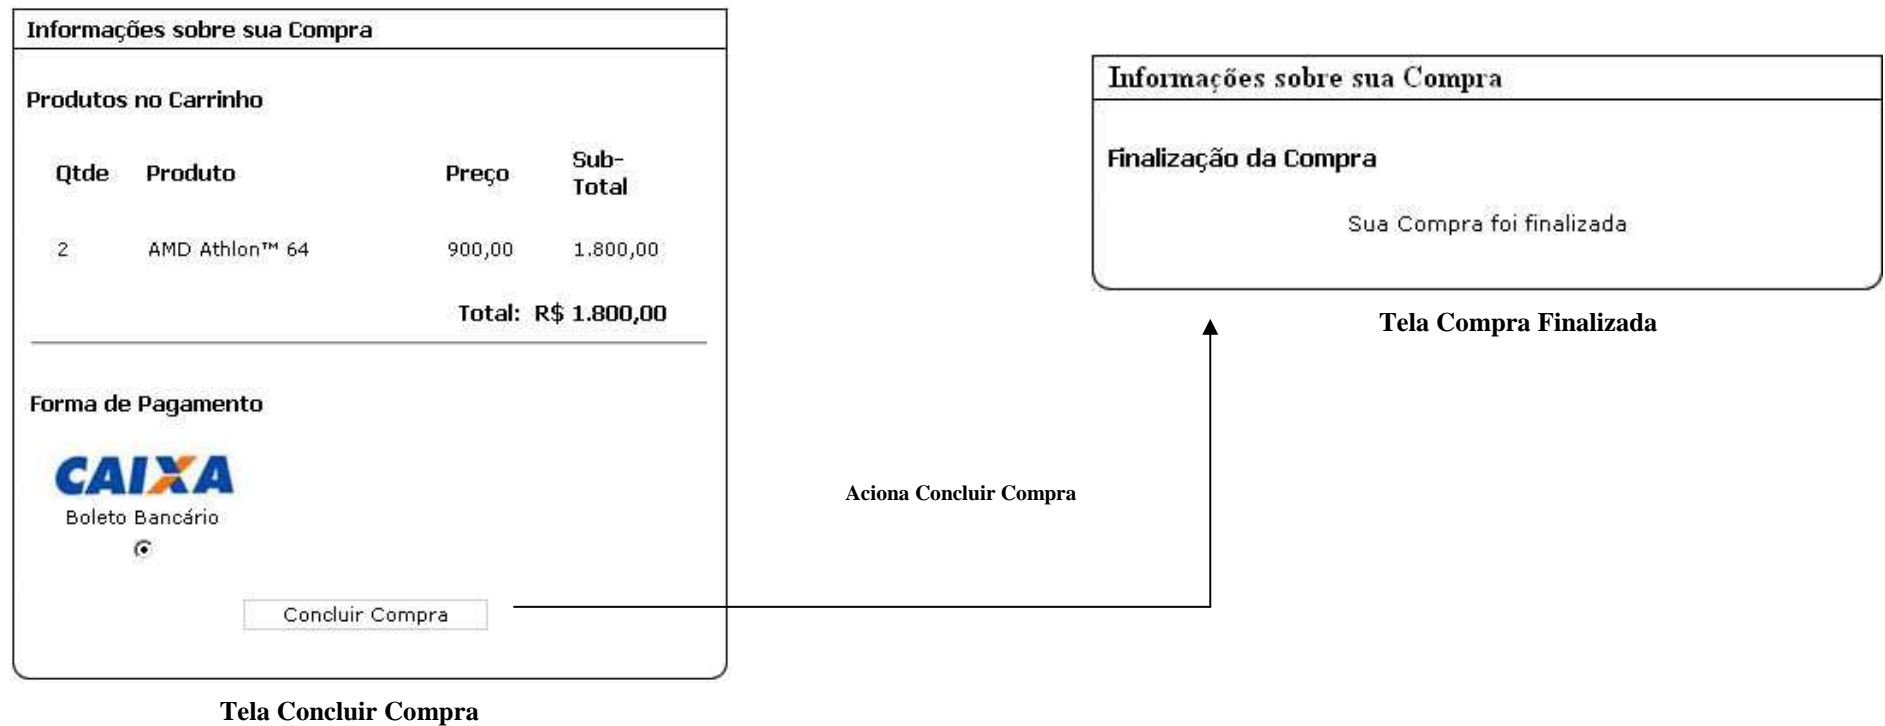 Informações sobre sua Compra
Produtos no Carrinho
Qtde Produto Preço Sub-
Total
2 AMD Athlon™ 64 900,00 1.800,00
Total: R$ 1.800,00
Forma de Pagamento
CAIXA
Boleto Bancário
Concluir Compra
Tela Concluir Compra
Aciona Concluir Compra
Informações sobre sua Compra
Finalização da Compra
Sua Compra foi finalizada
Tela Compra Finalizada